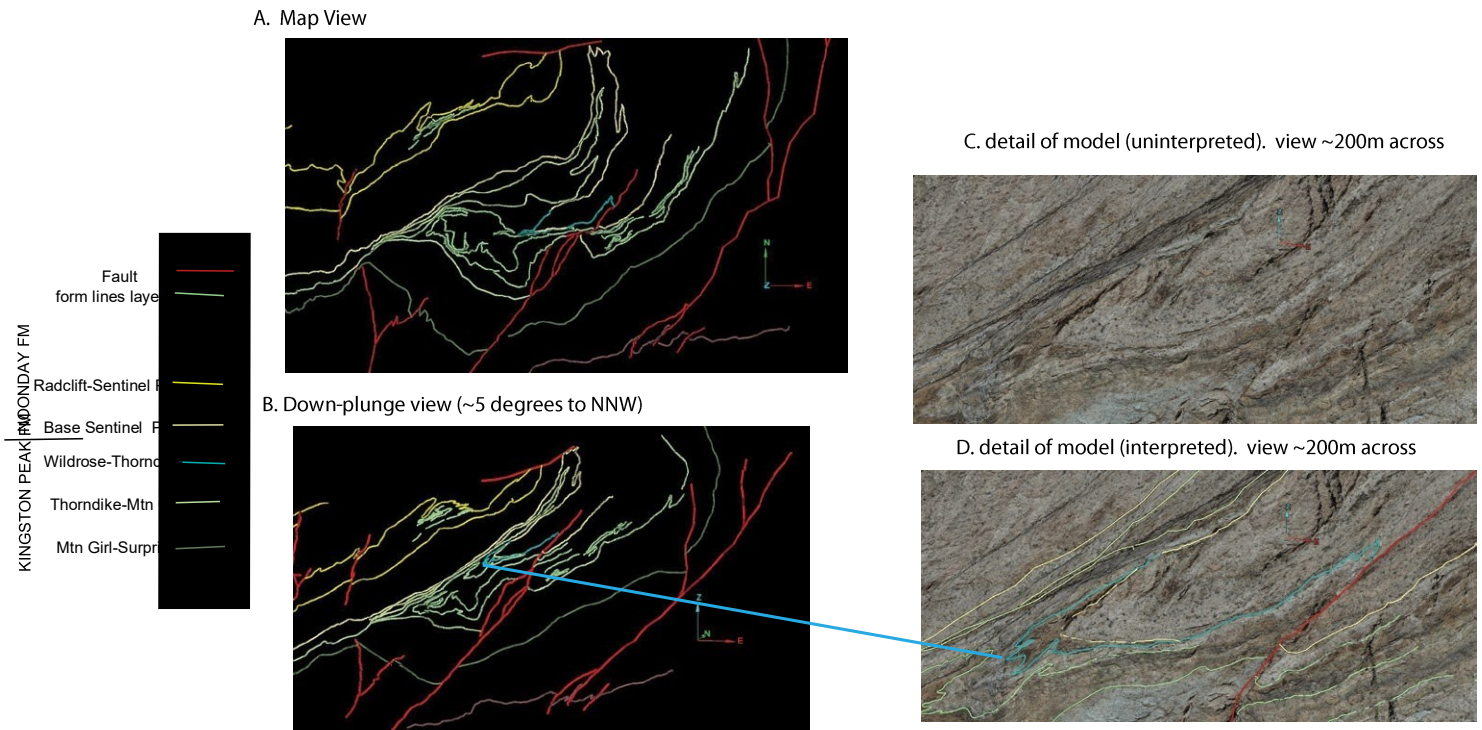 A. Map View
C. detail of model (uninterpreted). view ~200m across
Fault
form lines laye
Radclift-Sentinel P
Base Sentinel P
Wildrose-Thornd
Thorndike-Mtn
Mtn Girl-Surpri
KINGSTON PEAK FM
NOONDAY FM
N
Z
E
B. Down-plunge view (~5 degrees to NNW)
Z
N
E
D. detail of model (interpreted). view ~200m across